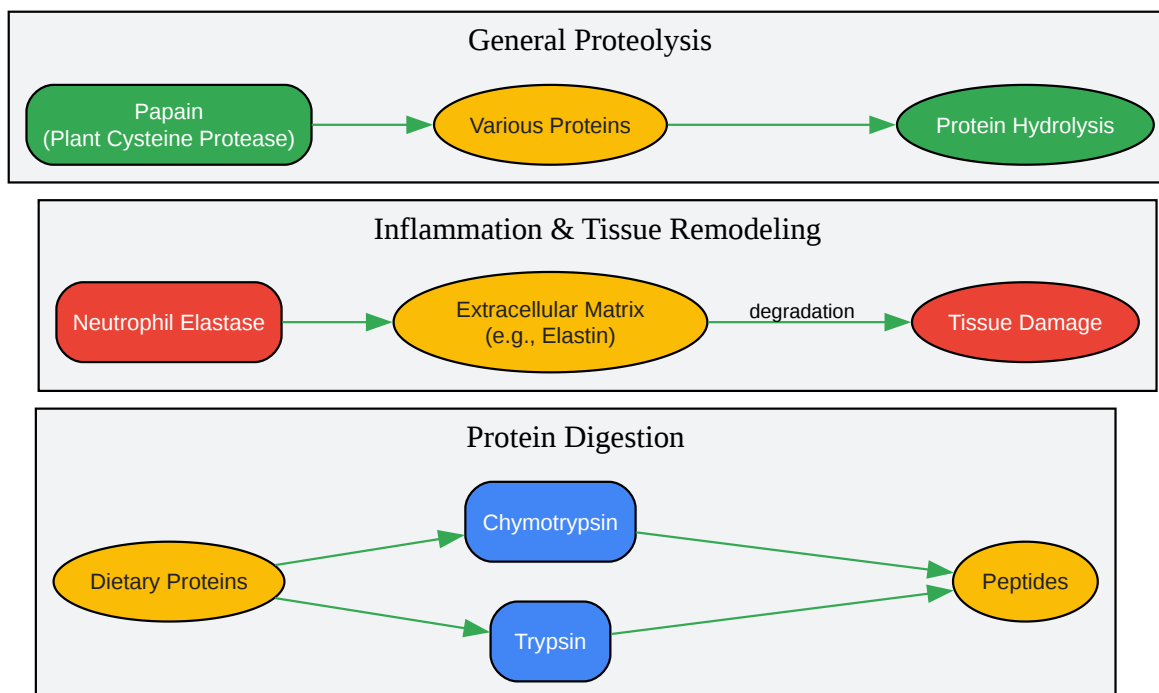 General Proteolysis
Papain
(Plant Cysteine Protease)
Various Proteins
Protein Hydrolysis
Inflammation & Tissue Remodeling
Neutrophil Elastase
Extracellular Matrix
(e.g., Elastin)
degradation
Tissue Damage
Protein Digestion
Chymotrypsin
Dietary Proteins
Peptides
Trypsin